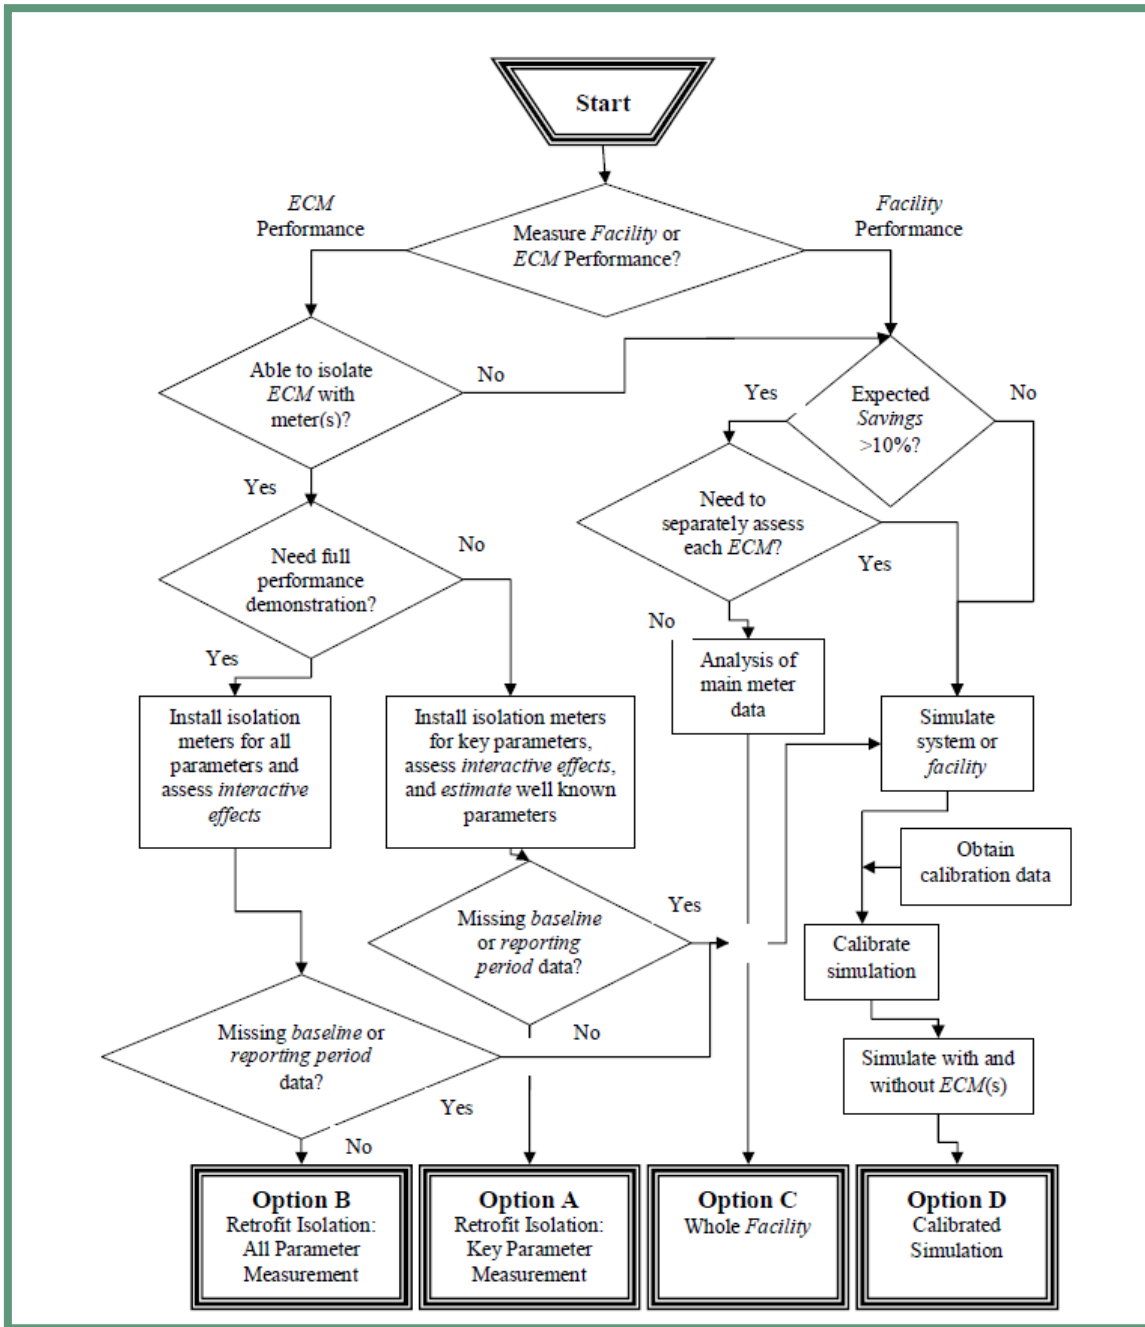 Start
ECM
Performance
Facility
Performance
Measure Facility or
ECM Performance?
Able to isolate
ECM with
meter(s)?
No
Yes
Expected
Savings
>10%?
No
Yes
Need to
separately assess
each ECM?
Yes
No
Need full
performance
demonstration?
No
Yes
Analysis of
main meter
data
Install isolation
meters for all
parameters and
assess interactive
effects
Install isolation meters
for key parameters,
assess interactive effects,
and estimate well known
parameters
Simulate
system or
facility
Obtain
calibration data
Missing baseline
or reporting
period data?
Yes
No
Calibrate
simulation
Missing baseline or
reporting period
data?
Yes
No
Simulate with and
without ECM(s)
Option B
Retrofit Isolation:
All Parameter
Measurement
Option A
Retrofit Isolation:
Key Parameter
Measurement
Option C
Whole Facility
Option D
Calibrated
Simulation